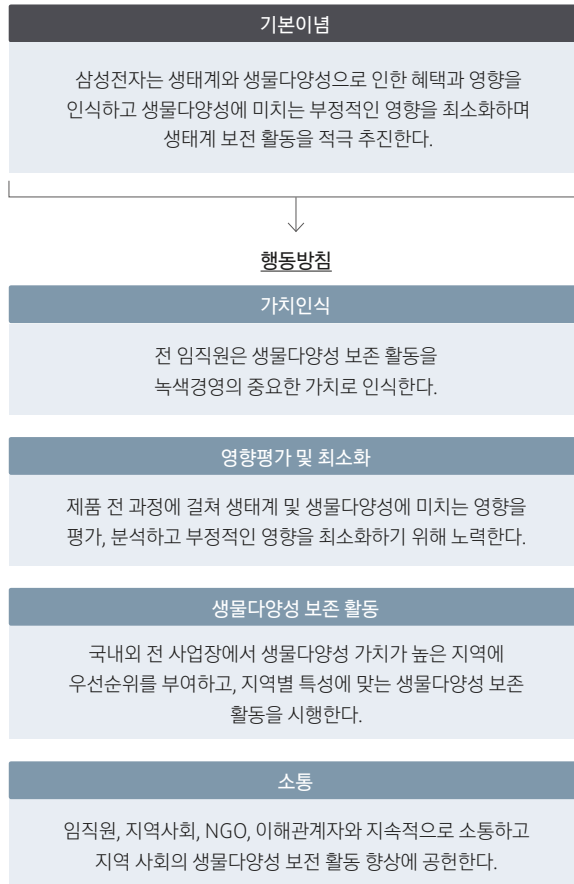 기본이념
삼성전자는 생태계와 생물다양성으로 인한 혜택과 영향을
인식하고 생물다양성에 미치는 부정적인 영향을 최소화하며
생태계 보전 활동을 적극 추진한다.
행동방침
가치인식
전 임직원은 생물다양성 보존 활동을
녹색경영의 중요한 가치로 인식한다.
영향평가 및 최소화
제품 전 과정에 걸쳐 생태계 및 생물다양성에 미치는 영향을
평가, 분석하고 부정적인 영향을 최소화하기 위해 노력한다.
생물다양성 보존 활동
국내외 전 사업장에서 생물다양성 가치가 높은 지역에
우선순위를 부여하고, 지역별 특성에 맞는 생물다양성 보존
활동을 시행한다.
소통
임직원, 지역사회, NGO, 이해관계자와 지속적으로 소통하고
지역 사회의 생물다양성 보전 활동 향상에 공헌한다.